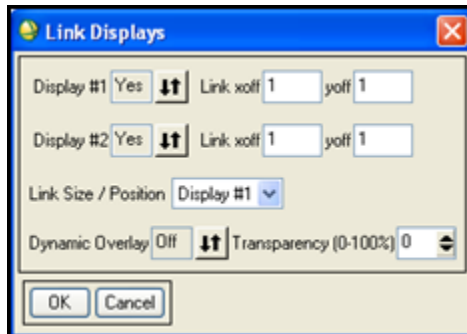 Link Displays
Display #1 Yes Link xoff 1 yoff 1
Display #2 Yes Link xoff 1 yoff 1
Link Size / Position Display #1
Dynamic Overlay Off Transparency (0-100%) 0
OK Cancel